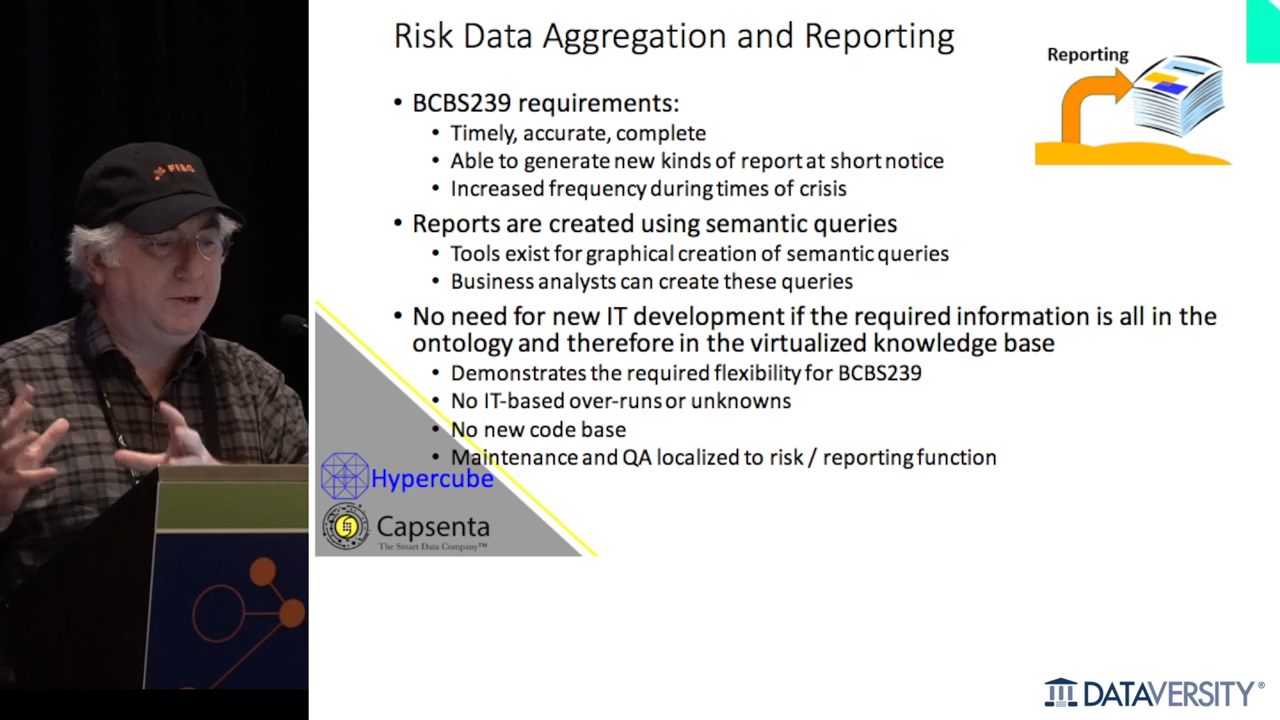 Risk Data Aggregation and Reporting
Reporting
• BCBS239 requirements:
• Timely, accurate, complete
• Able to generate new kinds of report at short notice
• Increased frequency during times of crisis
• Reports are created using semantic queries
• Tools exist for graphical creation of semantic queries
• Business analysts can create these queries
• No need for new IT development if the required information is all in the
ontology and therefore in the virtualized knowledge base
• Demonstrates the required flexibility for BCBS239
• No IT-based over-runs or unknowns
• No new code base
• Maintenance and QA localized to risk / reporting function
Hypercube
Capsenta
The Smart Data Company™
DATAVERSITY®